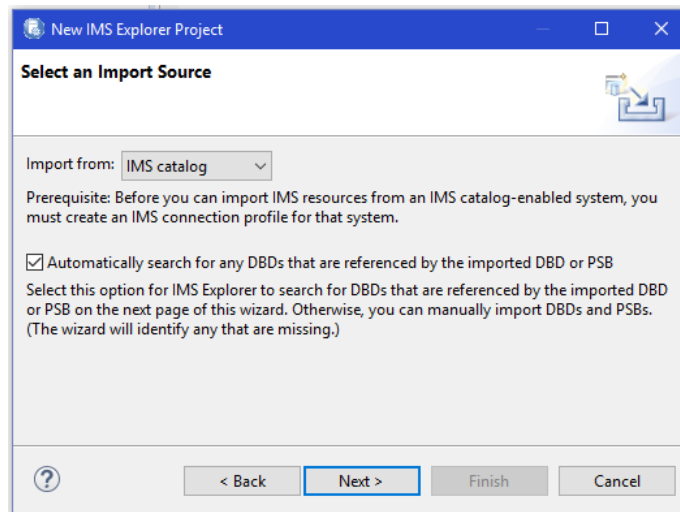 New IMS Explorer Project
Select an Import Source
Import from: IMS catalog
Prerequisite: Before you can import IMS resources from an IMS catalog-enabled system, you
must create an IMS connection profile for that system.
Automatically search for any DBDs that are referenced by the imported DBD or PSB
Select this option for IMS Explorer to search for DBDs that are referenced by the imported DBD
or PSB on the next page of this wizard. Otherwise, you can manually import DBDs and PSBs.
(The wizard will identify any that are missing.)
? < Back Next > Finish Cancel